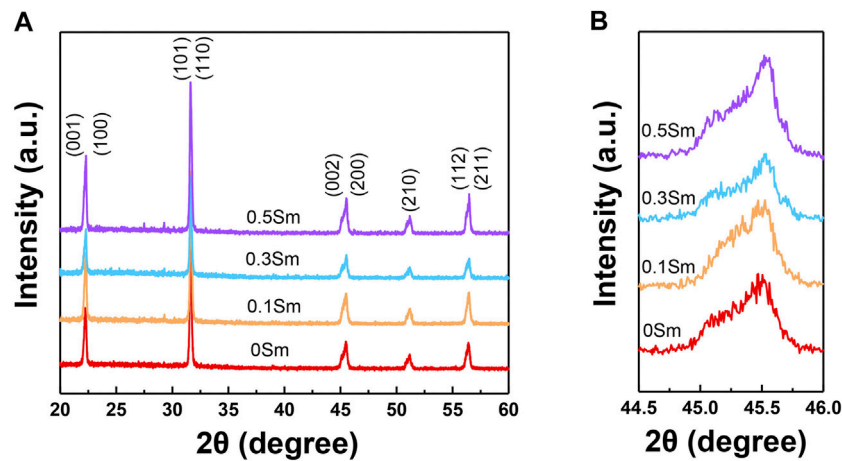 A
(001)
(100)
(101)
(110)
(002)
(200)
(210)
(112)
(211)
0.5Sm
0.3Sm
0.1Sm
0Sm
Intensity (a.u.)
20 25 30 35 40 45 50 55 60
2θ (degree)
B
0.5Sm
0.3Sm
0.1Sm
0Sm
Intensity (a.u.)
44.5 45.0 45.5 46.0
2θ (degree)